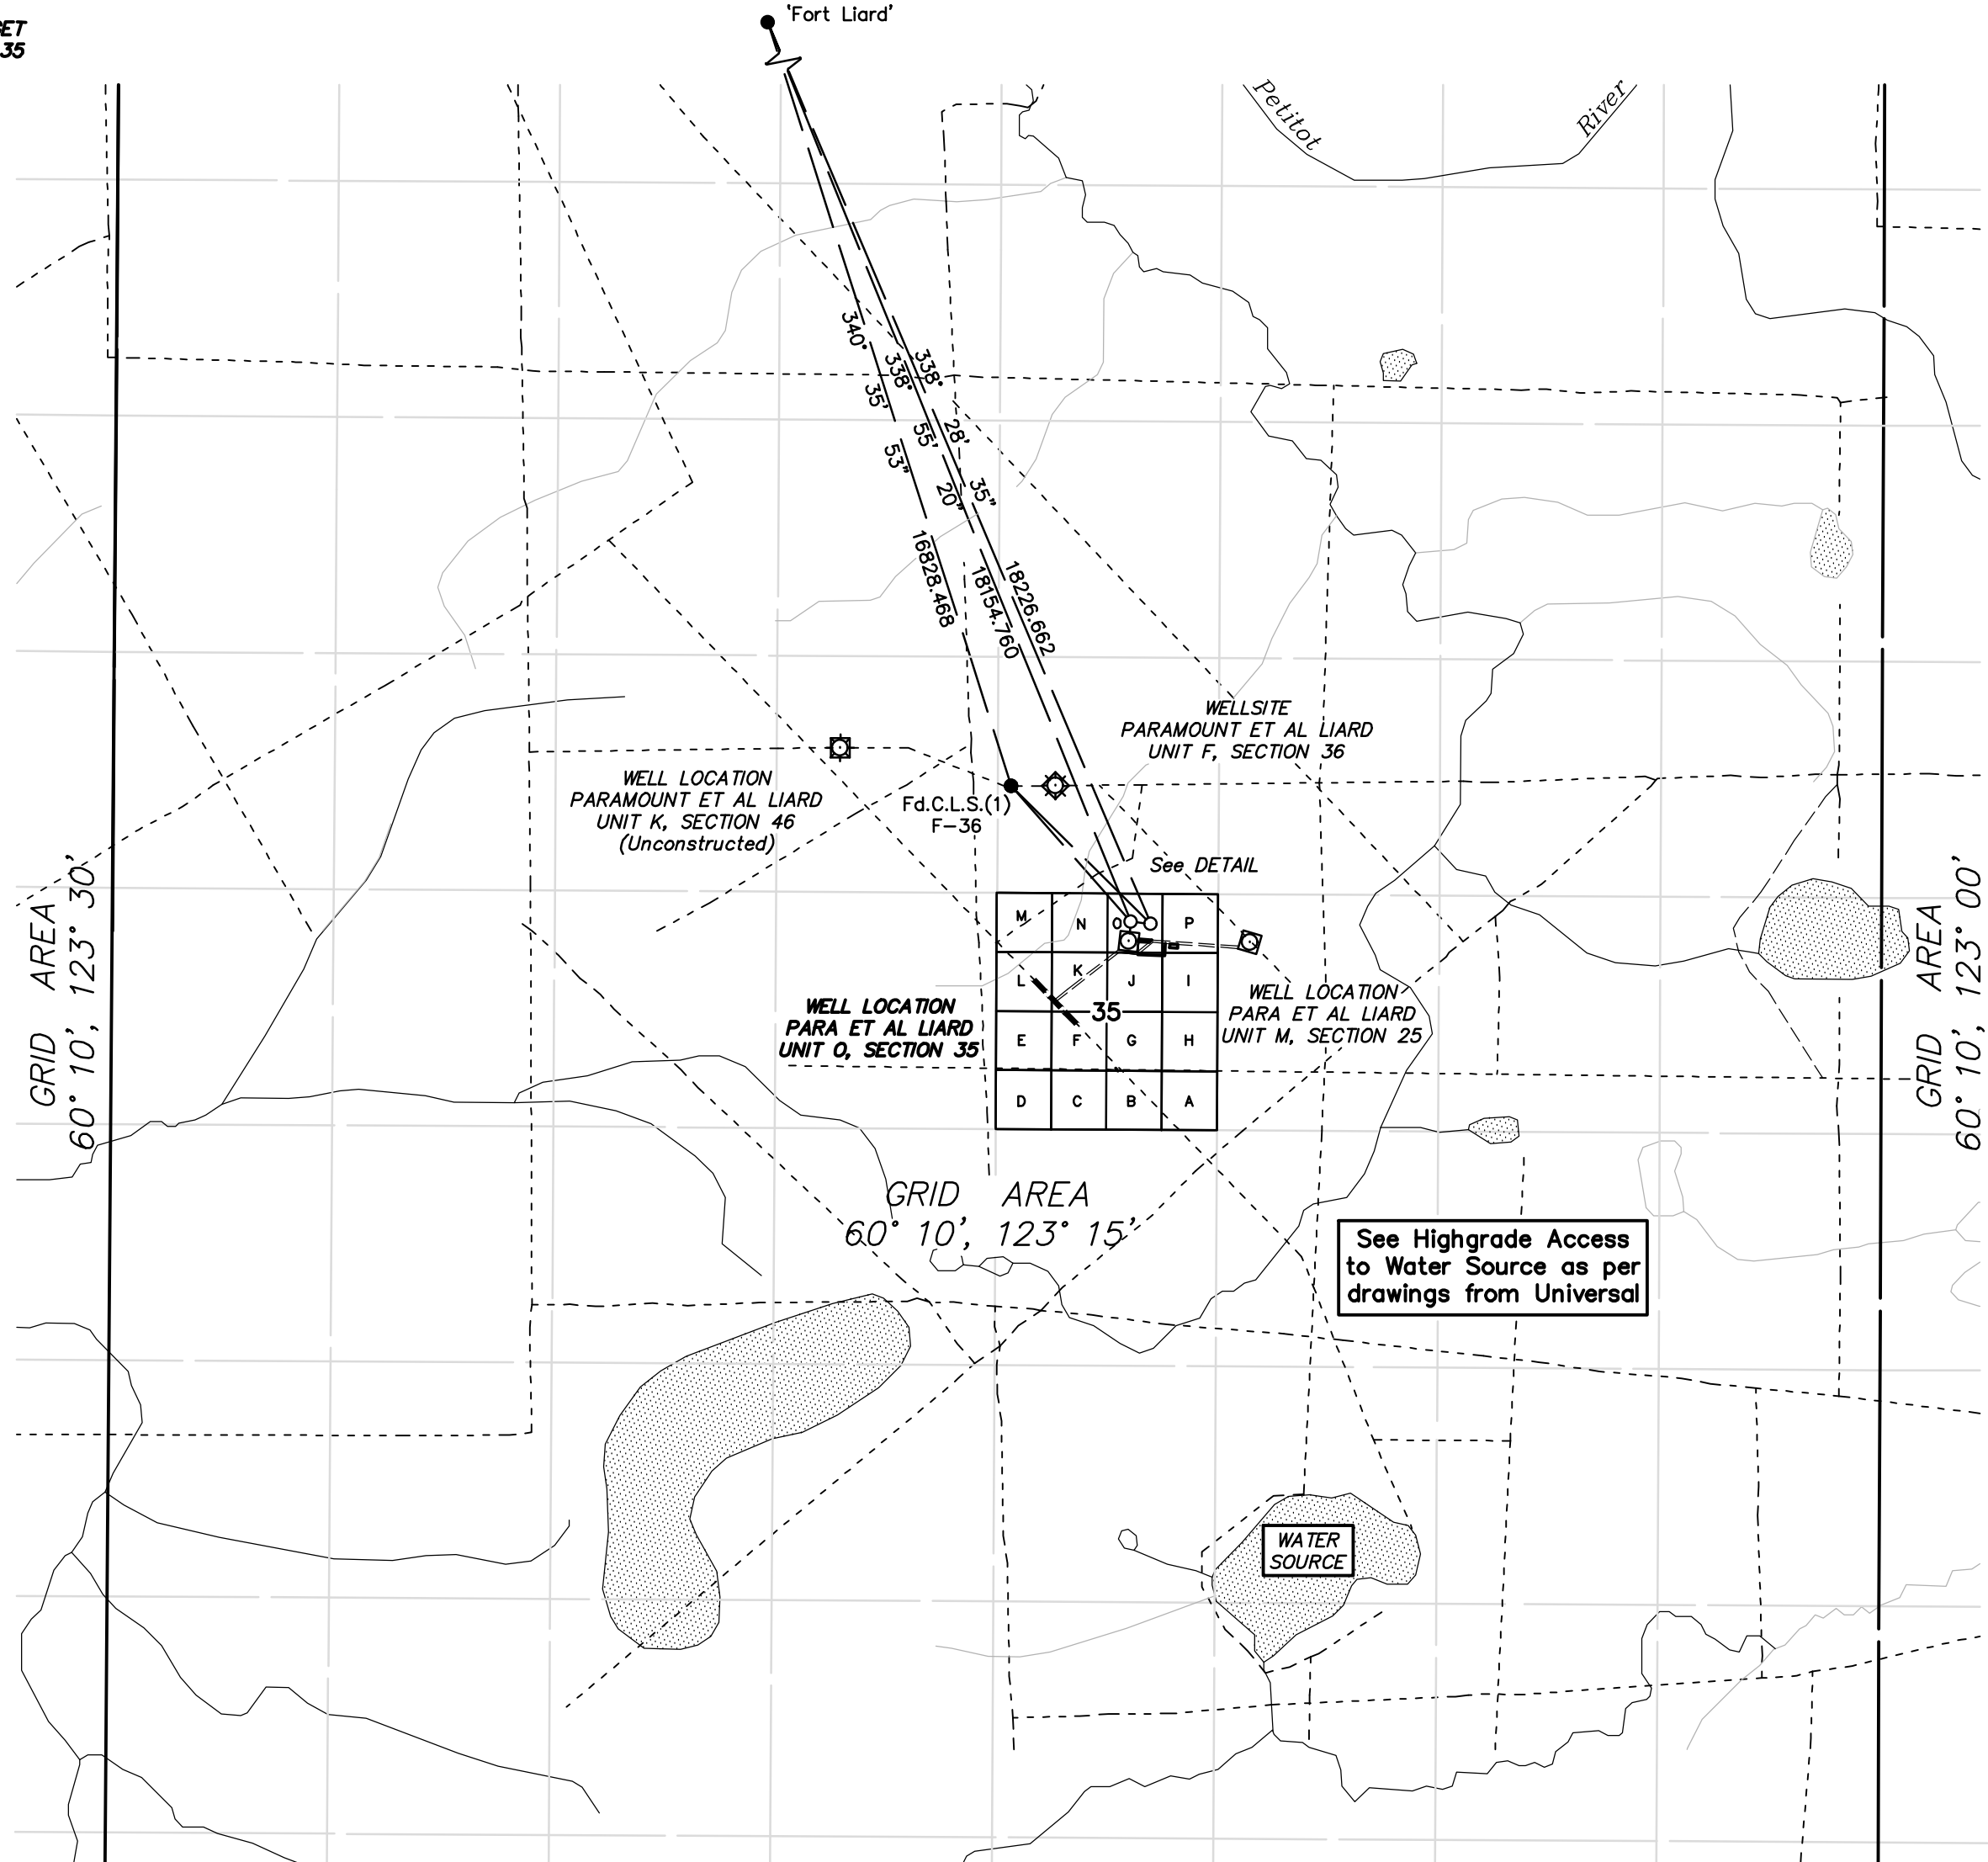 ET
35
'Fort Liard'
Petitot
River
340° 35' 53" 16828.468
338° 55' 20" 18154.760
338° 28' 35" 18226.662
WELLSITE
PARAMOUNT ET AL LIARD
UNIT F, SECTION 36
WELL LOCATION
PARAMOUNT ET AL LIARD
UNIT K, SECTION 46
(Unconstructed)
Fd.C.L.S.(1)
F-36
See DETAIL
GRID AREA
60° 10', 123° 30'
GRID AREA
60° 10', 123° 00'
M N O P
L K J I
35
E F G H
D C B A
WELL LOCATION
PARA ET AL LIARD
UNIT O, SECTION 35
WELL LOCATION
PARA ET AL LIARD
UNIT M, SECTION 25
GRID AREA
60° 10', 123° 15'
See Highgrade Access
to Water Source as per
drawings from Universal
WATER
SOURCE